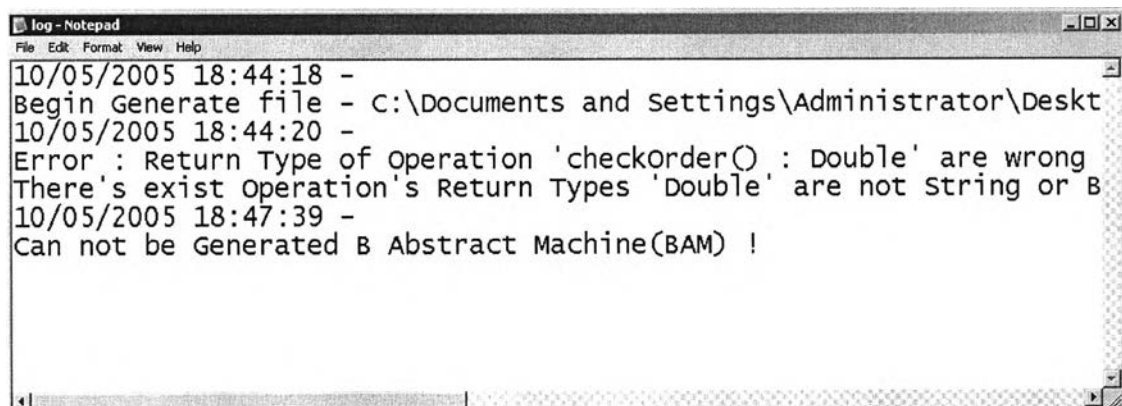 log - Notepad
File Edit Format View Help
10/05/2005 18:44:18 -
Begin Generate file - C:\Documents and Settings\Administrator\Deskt
10/05/2005 18:44:20 -
Error : Return Type of Operation 'checkOrder() : Double' are wrong
There's exist Operation's Return Types 'Double' are not String or B
10/05/2005 18:47:39 -
Can not be Generated B Abstract Machine(BAM) !